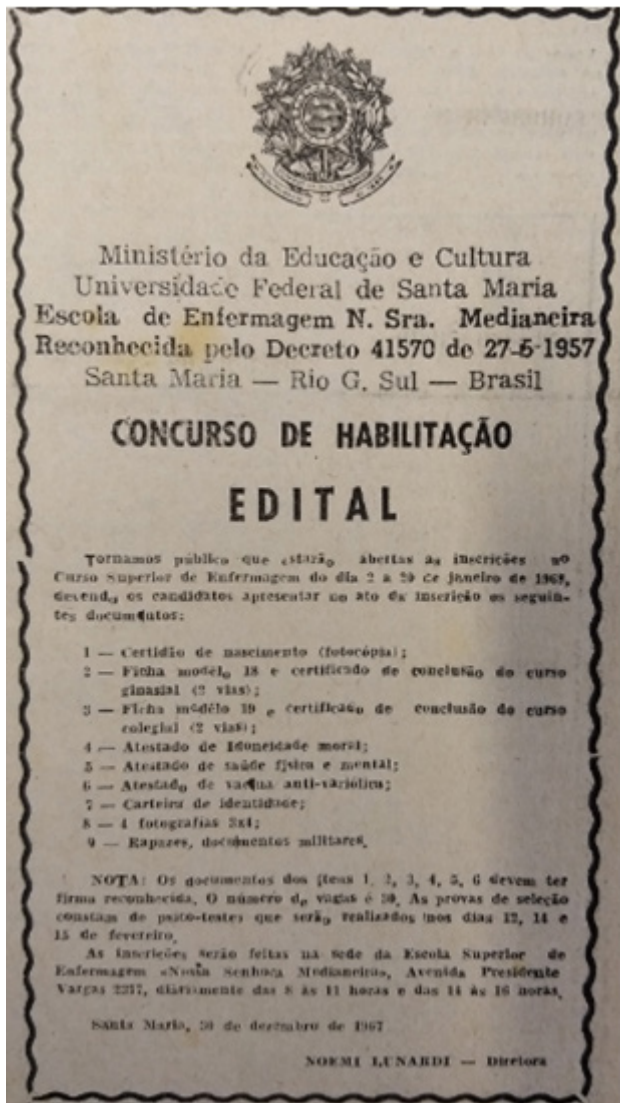 Ministério da Educação e Cultura
Universidade Federal de Santa Maria
Escola de Enfermagem N. Sra. Medianeira
Reconhecida pelo Decreto 41570 de 27-6-1957
Santa Maria — Rio G. Sul — Brasil
CONCURSO DE HABILITAÇÃO
EDITAL
Tornamos público que estarão abertas as inscrições no
Curso Superior de Enfermagem do dia 2 a 20 de janeiro de 1968,
devendo os candidatos apresentar no ato da inscrição os seguin-
tes documentos:
1 — Certidão de nascimento (fotocópia);
2 — Ficha modêlo 18 e certificado de conclusão do curso
ginasial (2 vias);
3 — Ficha modêlo 19 e certificado de conclusão do curso
colegial (2 vias);
4 — Atestado de Idoneidade moral;
5 — Atestado de saúde física e mental;
6 — Atestado de vacina anti-variólica;
7 — Carteira de identidade;
8 — 4 fotografias 3x4;
9 — Rapazes, documentos militares.
NOTA: Os documentos dos ítens 1, 2, 3, 4, 5, 6 devem ter
firma reconhecida. O número de vagas é 30. As provas de seleção
constam de psico-testes que serão realizados nos dias 12, 14 e
15 de fevereiro.
As inscrições serão feitas na sede da Escola Superior de
Enfermagem «Nossa Senhora Medianeira», Avenida Presidente
Vargas 2217, diàriamente das 8 às 11 horas e das 14 às 16 horas.
Santa Maria, de dezembro de 1967
NOEMI LUNARDI — Diretora